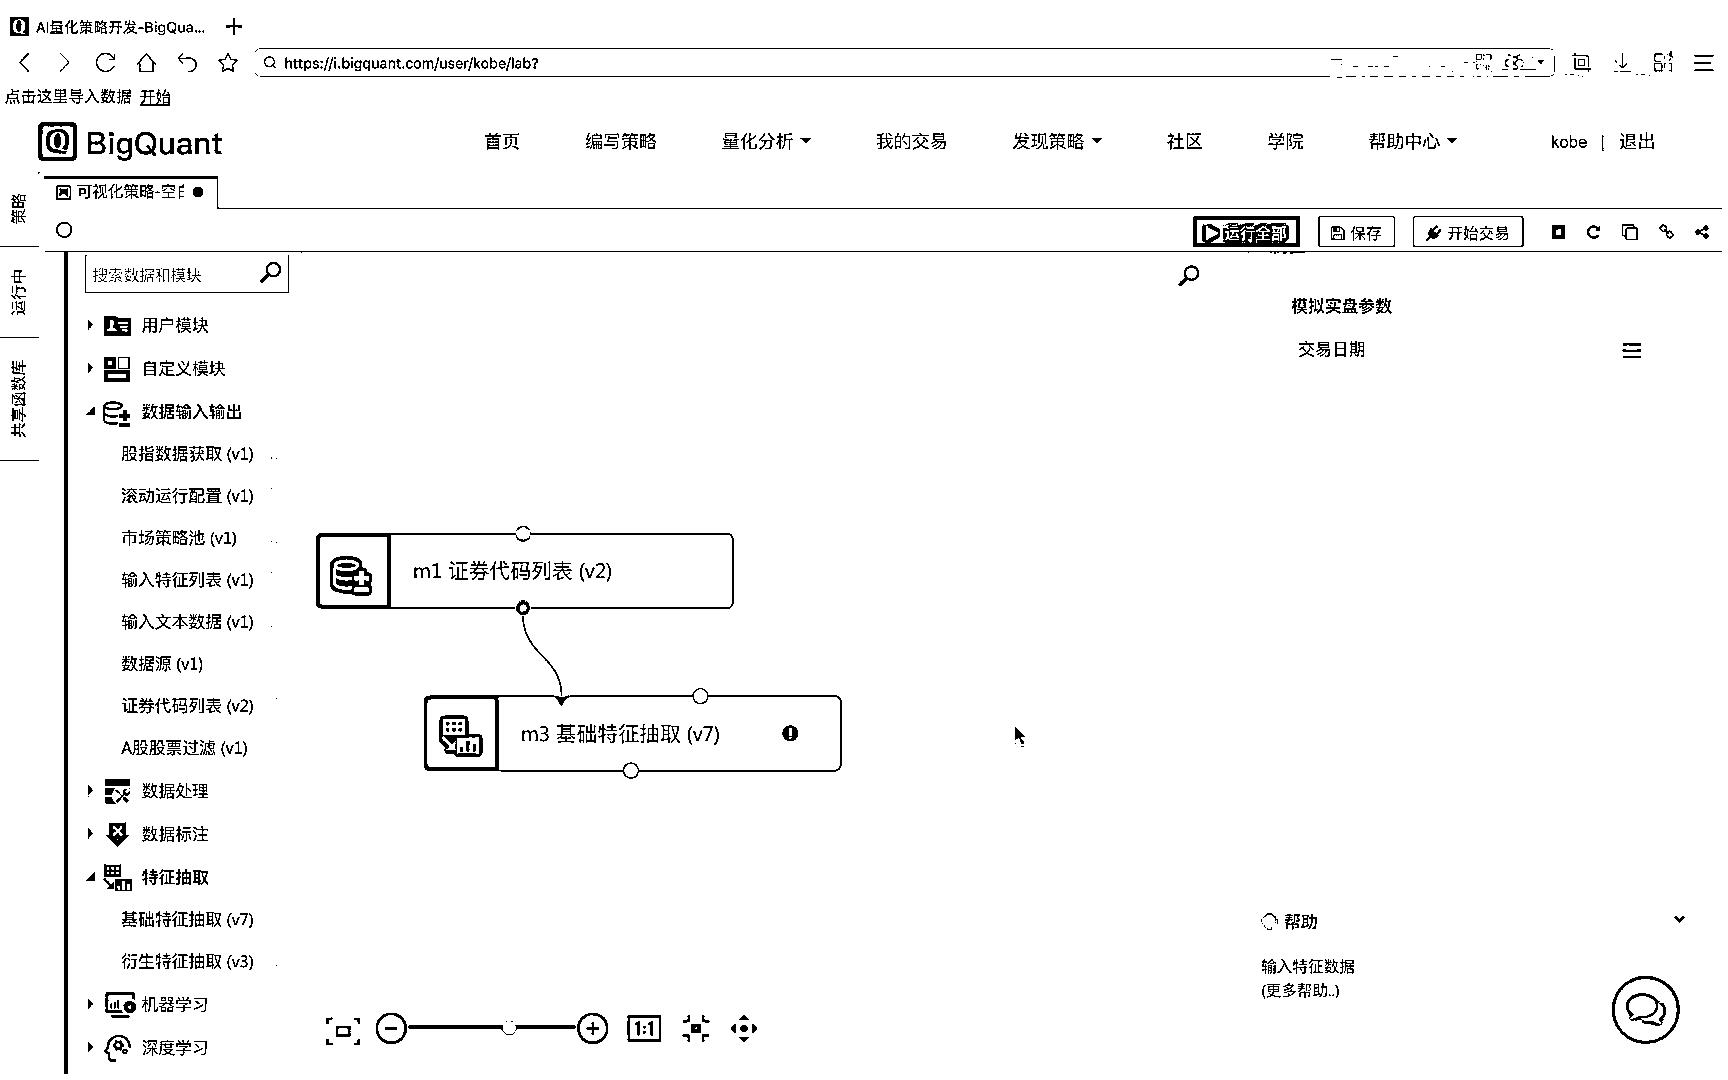 AI量化策略开发-BigQua...
https://i.bigquant.com/user/kobe/lab?
点击这里导入数据 开始
BigQuant
首页 编写策略 量化分析 我的交易 发现策略 社区 学院 帮助中心 kobe | 退出
策略
运行中
共享函数库
可视化策略-空白
运行全部 保存 开始交易
搜索数据和模块
用户模块
自定义模块
数据输入输出
股指数据获取 (v1)
滚动运行配置 (v1)
市场策略池 (v1)
输入特征列表 (v1)
输入文本数据 (v1)
数据源 (v1)
证券代码列表 (v2)
A股股票过滤 (v1)
数据处理
数据标注
特征抽取
基础特征抽取 (v7)
衍生特征抽取 (v3)
机器学习
深度学习
m1 证券代码列表 (v2)
m3 基础特征抽取 (v7)
1:1
模拟实盘参数
交易日期
帮助
输入特征数据
(更多帮助..)